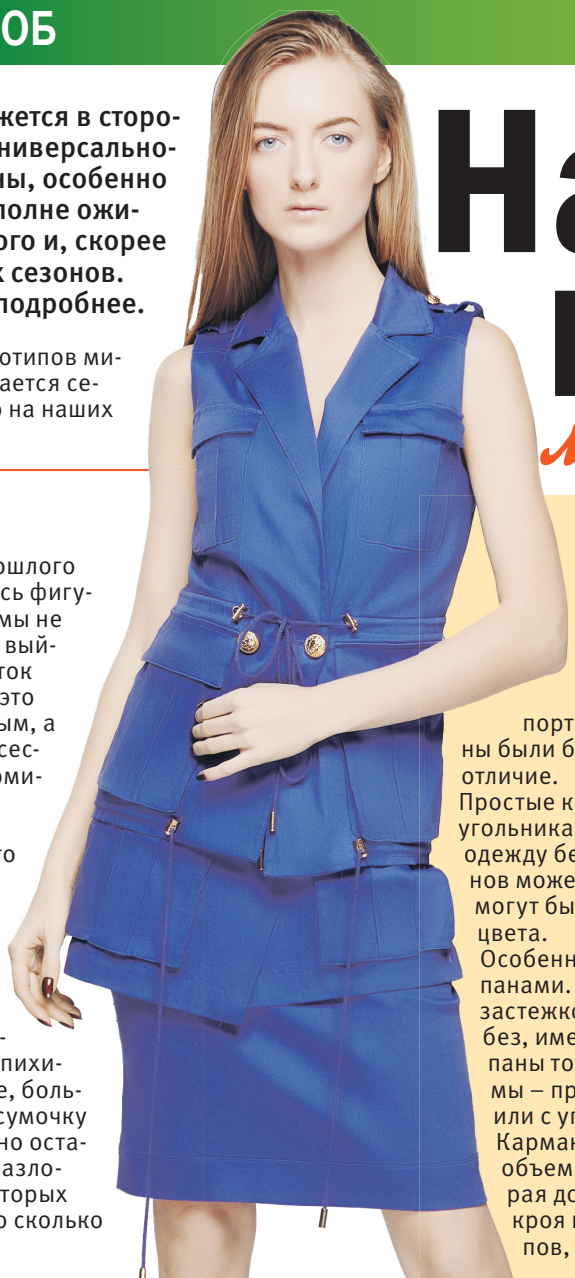 ОБ
жется в сторо-
ниверсально-
ны, особенно
полне ожи-
ого и, скорее
х сезонов.
подробнее.
отипов ми-
ается се-
о на наших
ошлого
сь фигу-
мы не
вый-
ток
это
ым, а
сес-
оми-
го
-
пихи-
е, боль-
сумочку
но оста-
азло-
торых
о сколько
На
порт
ны были б
отличие.
Простые к
угольника
одежду бе
нов може
могут бы
цвета.
Особенн
панами.
застежко
без, име
паны то
мы – пр
или с уг
Карман
объем
рая до
кроя
пов,